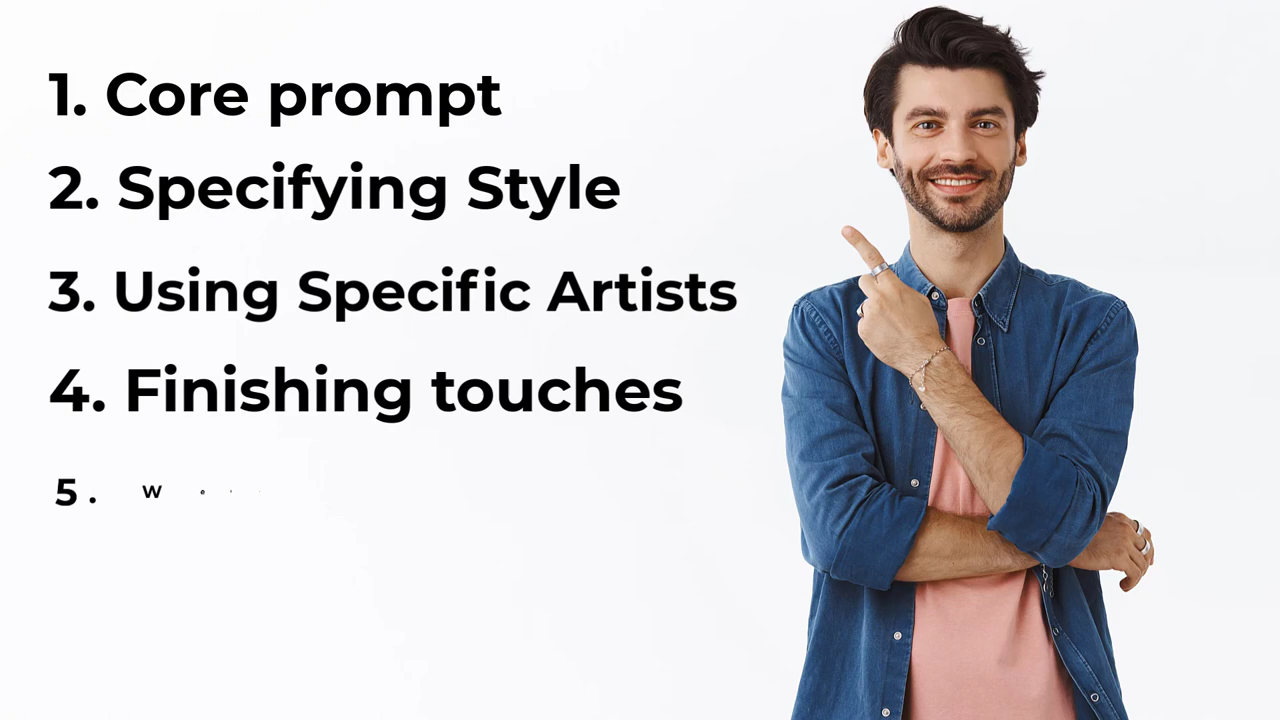 1. Core prompt
2. Specifying Style
3. Using Specific Artists
4. Finishing touches
5.